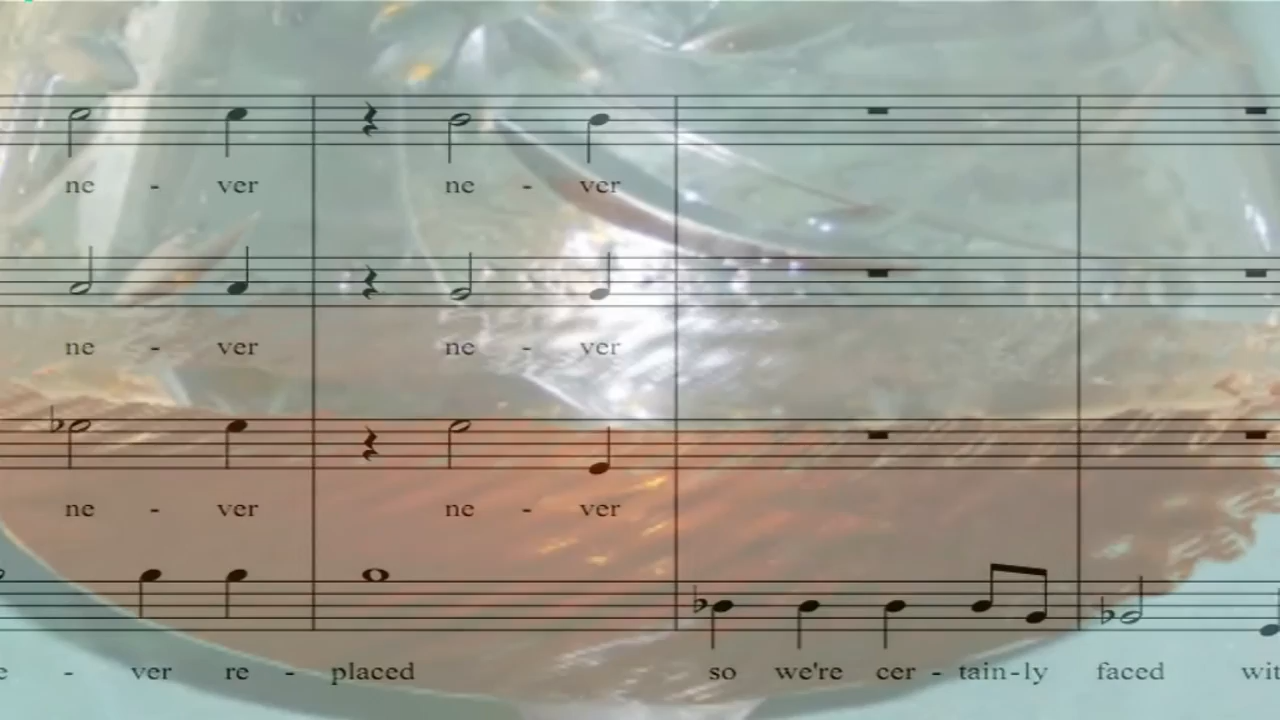 ne - ver ne - ver
ne - ver ne - ver
ne - ver ne - ver
e - ver re - placed so we're cer - tain - ly faced wit